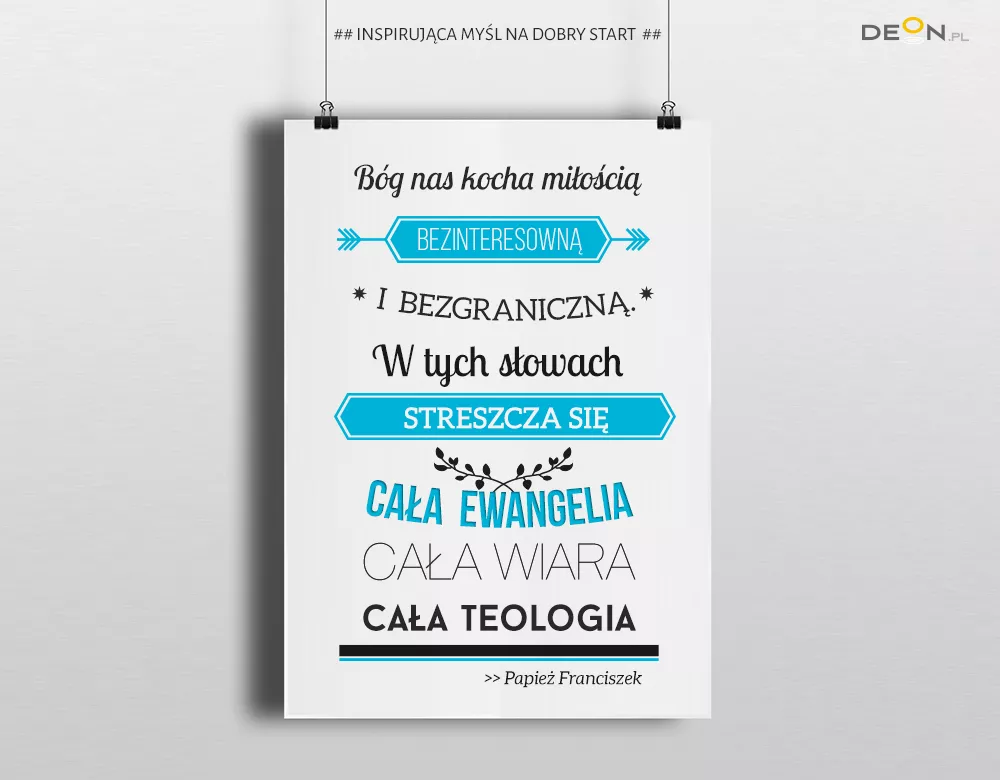 ## INSPIRUJĄCA MYŚL NA DOBRY START ##
DEON.PL
Bóg nas kocha miłością
BEZINTERESOWNĄ
* I BEZGRANICZNĄ. *
W tych słowach
STRESZCZA SIĘ
CAŁA EWANGELIA
CAŁA WIARA
CAŁA TEOLOGIA
>> Papież Franciszek